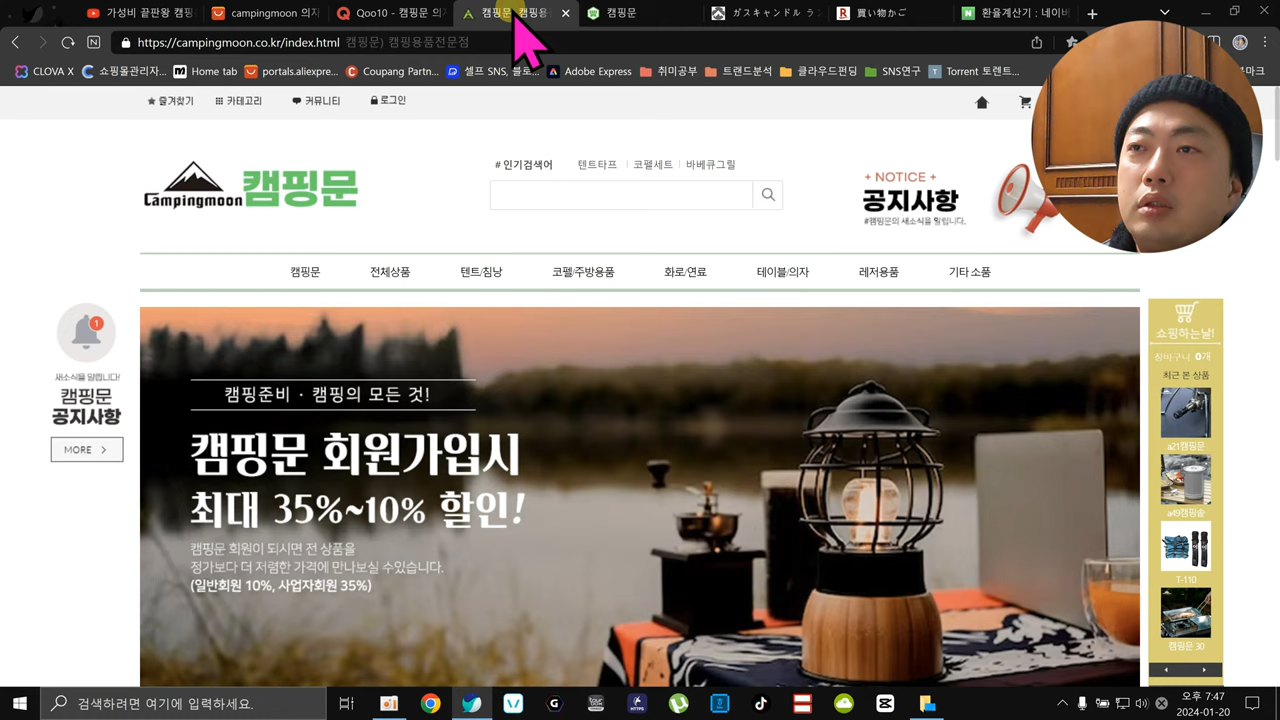 가성비 끝판왕 캠핑
campingmoon 의자
Qoo10 - 캠핑문 의
캠핑문) 캠핑용
캠핑문
ガスキャンドル ラ
買い物かご
환율계산기 : 네이버
https://campingmoon.co.kr/index.html 캠핑문) 캠핑용품전문점
CLOVA X
쇼핑몰관리자...
Home tab
portals.aliexpre...
Coupang Partn...
셀프 SNS, 블로...
Adobe Express
취미공부
트렌드분석
클라우드펀딩
SNS연구
Torrent 토렌트...
즐겨찾기
카테고리
커뮤니티
로그인
# 인기검색어 텐트타프 코펠세트 바베큐그릴
Campingmoon 캠핑문
+ NOTICE
공지사항
#캠핑문의 새소식을 알립니다.
캠핑문 전체상품 텐트/침낭 코펠/주방용품 화로/연료 테이블/의자 레저용품 기타 소품
1
새소식을 알립니다!
캠핑문
공지사항
MORE >
캠핑준비 · 캠핑의 모든 것!
캠핑문 회원가입시
최대 35%~10% 할인!
캠핑문 회원이 되시면 전 상품을
정가보다 더 저렴한 가격에 만나보실 수있습니다.
(일반회원 10%, 사업자회원 35%)
쇼핑하는날!
장바구니 0개
최근 본 상품
a21캠핑문
a49캠핑솥
T-110
캠핑문 30
검색하려면 여기에 입력하세요.
오후 7:47
2024-01-20